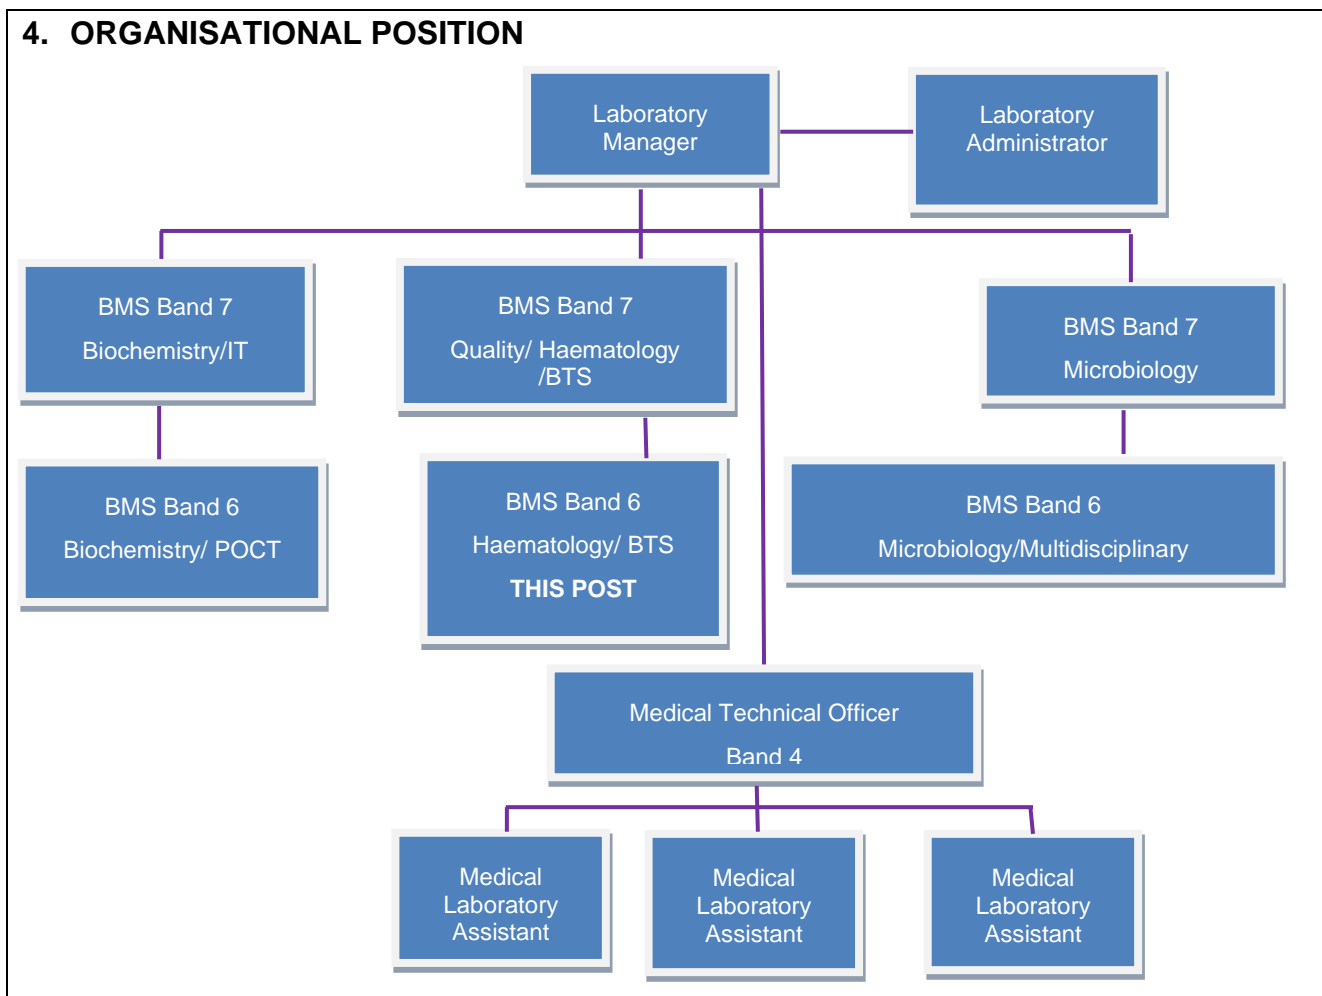 4. ORGANISATIONAL POSITION
Laboratory
Manager
Laboratory
Administrator
BMS Band 7
Biochemistry/IT
BMS Band 7
Quality/ Haematology
/BTS
BMS Band 7
Microbiology
BMS Band 6
Biochemistry/ POCT
BMS Band 6
Haematology/ BTS
THIS POST
BMS Band 6
Microbiology/Multidisciplinary
Medical Technical Officer
Band 4
Medical
Laboratory
Assistant
Medical
Laboratory
Assistant
Medical
Laboratory
Assistant